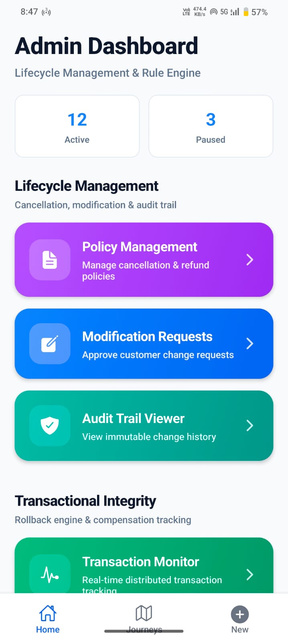 8:47
Vo)) LTE 474.4 KB/s 5G 57%
Admin Dashboard
Lifecycle Management & Rule Engine
12
3
Active
Paused
Lifecycle Management
Cancellation, modification & audit trail
Policy Management
Manage cancellation & refund
policies
Modification Requests
Approve customer change requests
Audit Trail Viewer
View immutable change history
Transactional Integrity
Rollback engine & compensation tracking
Transaction Monitor
Real-time distributed transaction
tracking
Home
Journeys
New